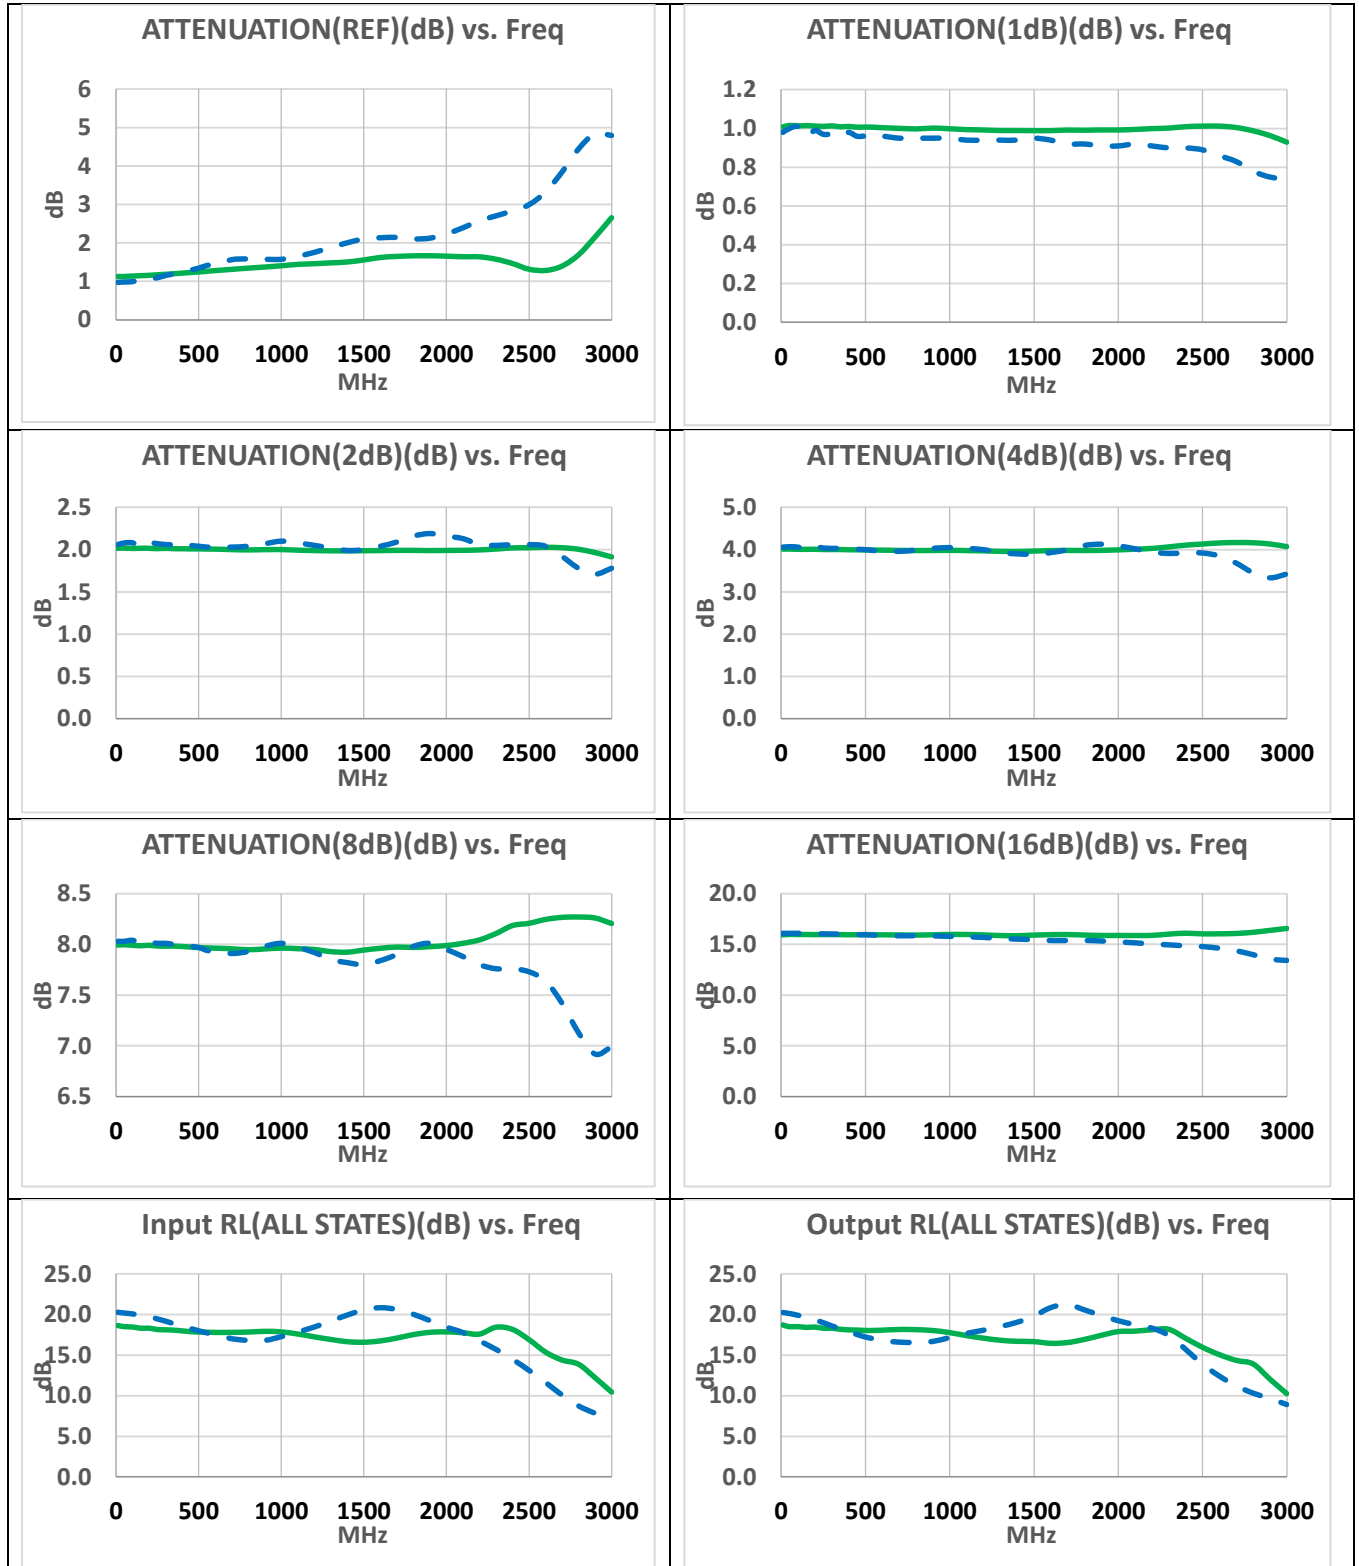 ATTENUATION(REF)(dB) vs. Freq
6
5
4
3
2
1
0
dB
0 500 1000 1500 2000 2500 3000
MHz
ATTENUATION(1dB)(dB) vs. Freq
1.2
1.0
0.8
0.6
0.4
0.2
0.0
dB
0 500 1000 1500 2000 2500 3000
MHz
ATTENUATION(2dB)(dB) vs. Freq
2.5
2.0
1.5
1.0
0.5
0.0
dB
0 500 1000 1500 2000 2500 3000
MHz
ATTENUATION(4dB)(dB) vs. Freq
5.0
4.0
3.0
2.0
1.0
0.0
dB
0 500 1000 1500 2000 2500 3000
MHz
ATTENUATION(8dB)(dB) vs. Freq
8.5
8.0
7.5
7.0
6.5
dB
0 500 1000 1500 2000 2500 3000
MHz
ATTENUATION(16dB)(dB) vs. Freq
20.0
15.0
10.0
5.0
0.0
dB
0 500 1000 1500 2000 2500 3000
MHz
Input RL(ALL STATES)(dB) vs. Freq
25.0
20.0
15.0
10.0
5.0
0.0
dB
0 500 1000 1500 2000 2500 3000
MHz
Output RL(ALL STATES)(dB) vs. Freq
25.0
20.0
15.0
10.0
5.0
0.0
dB
0 500 1000 1500 2000 2500 3000
MHz